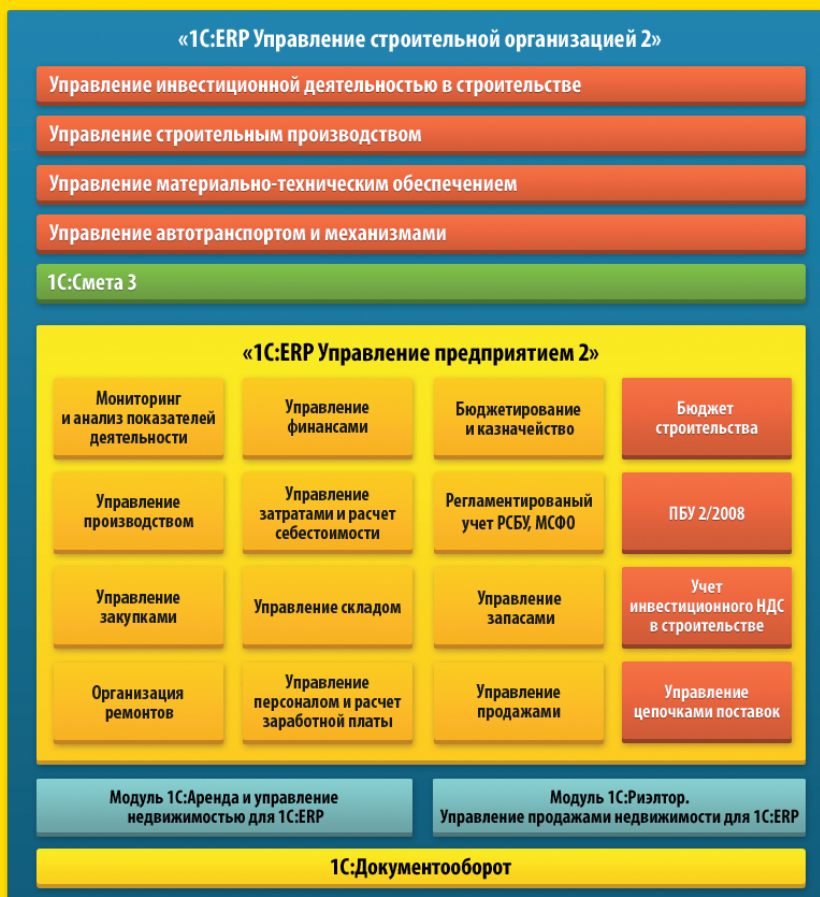 «1С:ERP Управление строительной организацией 2»
Управление инвестиционной деятельностью в строительстве
Управление строительным производством
Управление материально-техническим обеспечением
Управление автотранспортом и механизмами
1С:Смета 3
«1С:ERP Управление предприятием 2»
Мониторинг
и анализ показателей
деятельности
Управление
финансами
Бюджетирование
и казначейство
Бюджет
строительства
Управление
производством
Управление
затратами и расчет
себестоимости
Регламентированый
учет РСБУ, МСФО
ПБУ 2/2008
Управление
закупками
Управление складом
Управление
запасами
Учет
инвестиционного НДС
в строительстве
Организация
ремонтов
Управление
персоналом и расчет
заработной платы
Управление
продажами
Управление
цепочками поставок
Модуль 1С:Аренда и управление
недвижимостью для 1С:ERP
Модуль 1С:Риэлтор.
Управление продажами недвижимости для 1С:ERP
1С:Документооборот